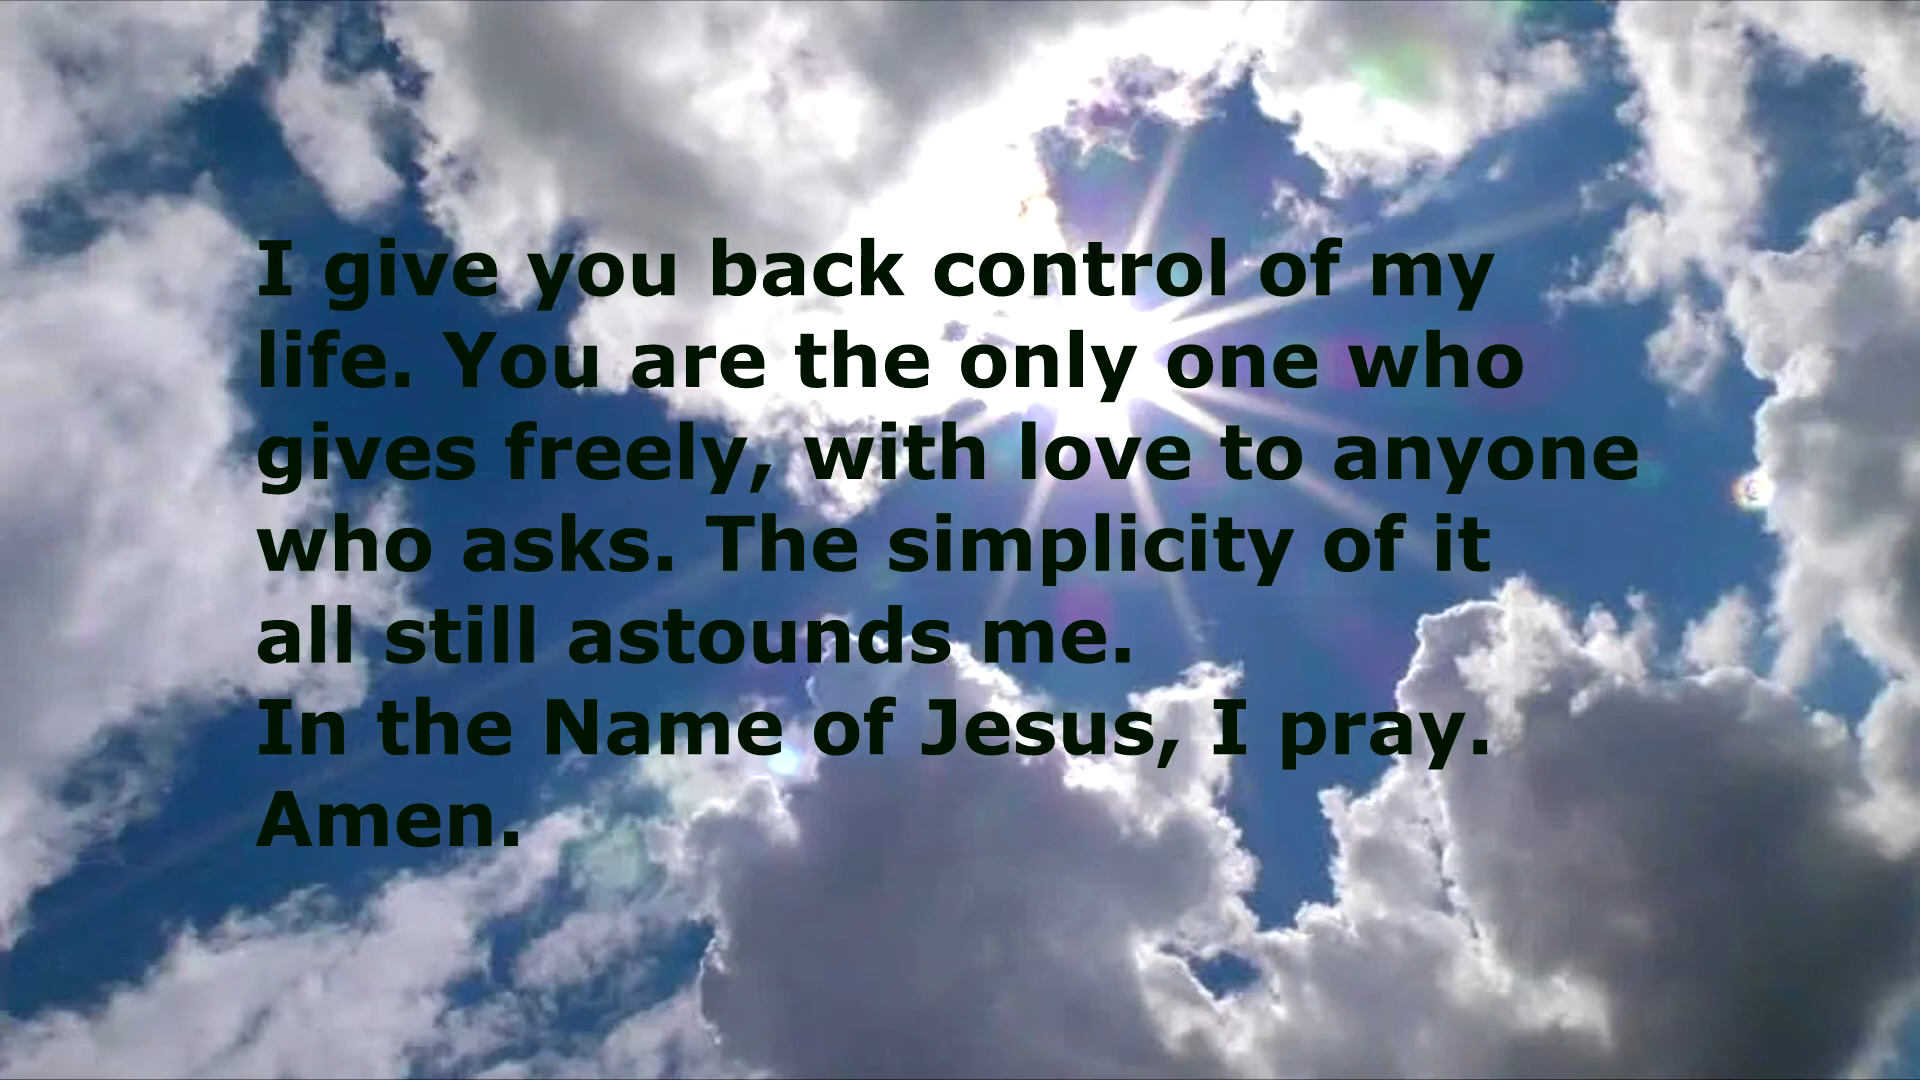 I give you back control of my
life. You are the only one who
gives freely, with love to anyone
who asks. The simplicity of it
all still astounds me.
In the Name of Jesus, I pray.
Amen.